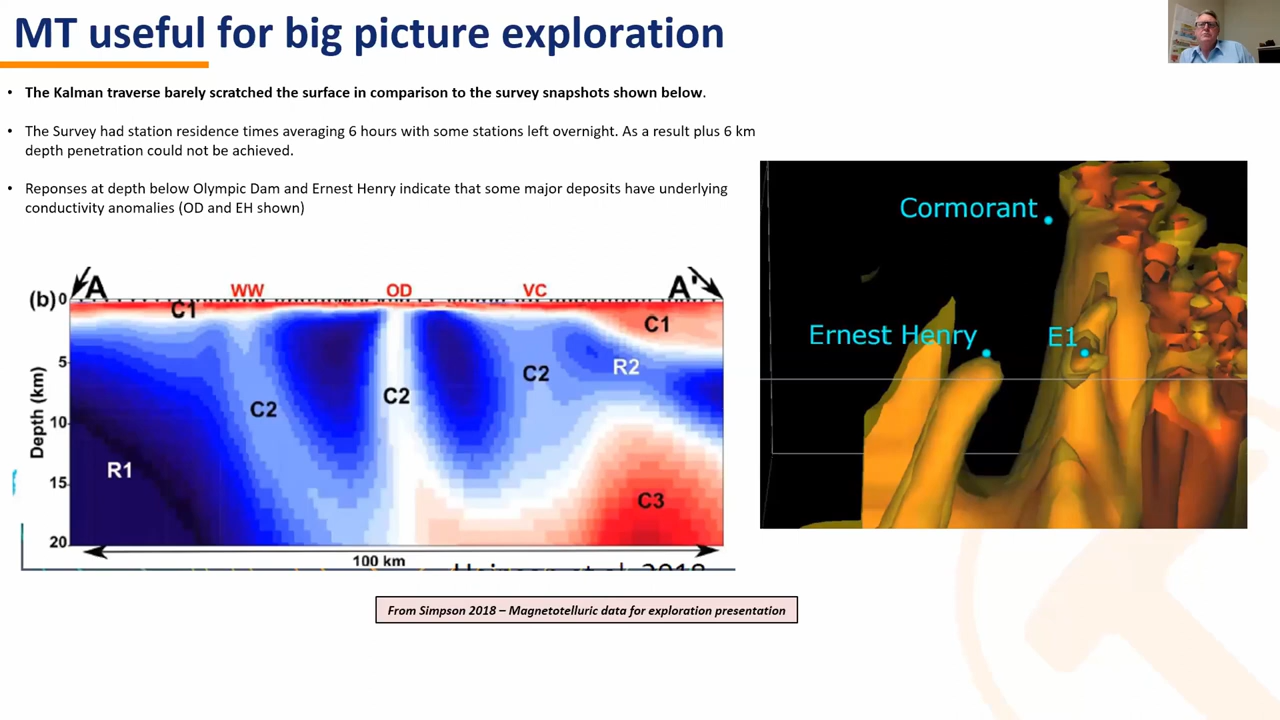 MT useful for big picture exploration
• The Kalman traverse barely scratched the surface in comparison to the survey snapshots shown below.
• The Survey had station residence times averaging 6 hours with some stations left overnight. As a result plus 6 km
depth penetration could not be achieved.
• Reponses at depth below Olympic Dam and Ernest Henry indicate that some major deposits have underlying
conductivity anomalies (OD and EH shown)
(b)
A
WW
OD
VC
A'
Depth (km)
0
5
10
15
20
C1
C1
R2
C2
C2
C2
R1
C3
100 km
2018
Cormorant
Ernest Henry
E1
From Simpson 2018 – Magnetotelluric data for exploration presentation